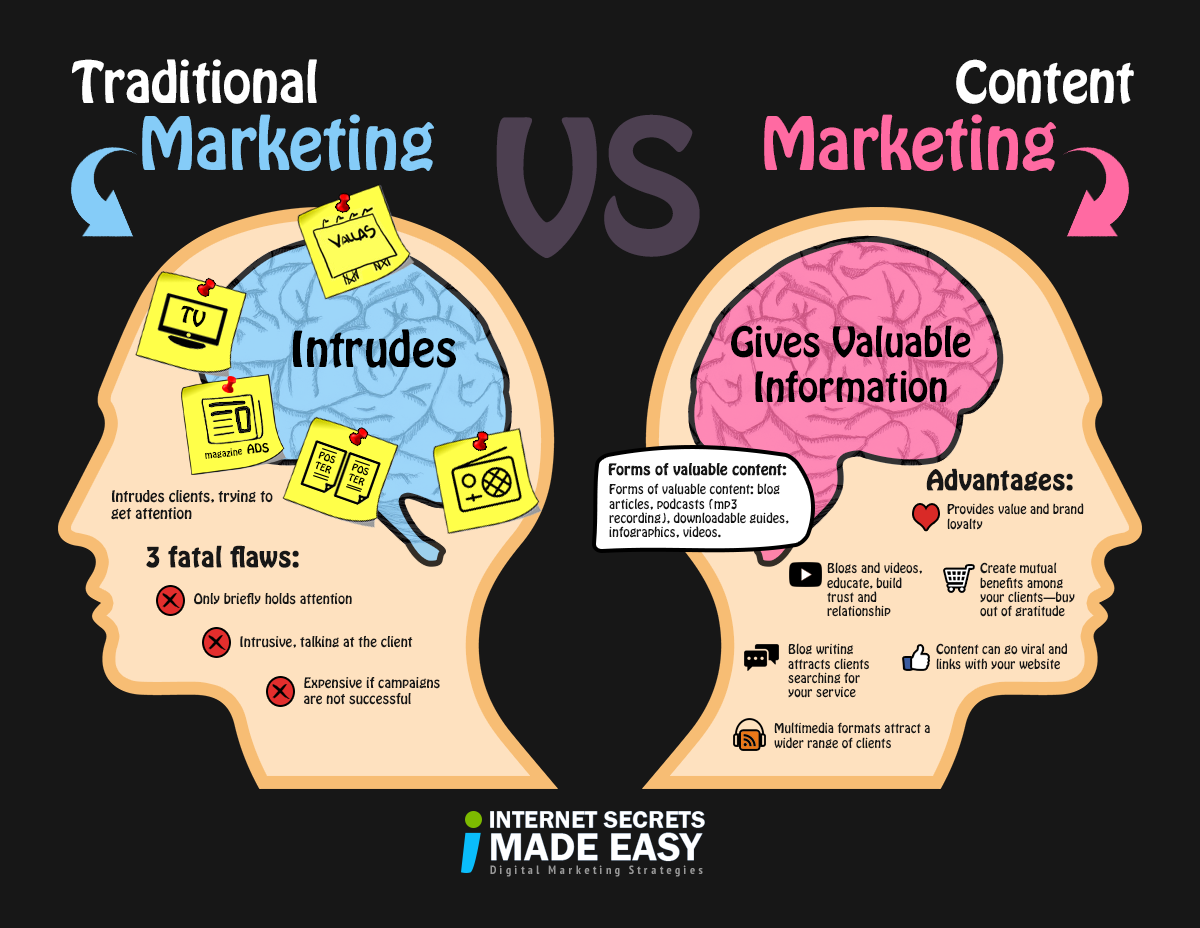 Traditional
Marketing
VS
Content
Marketing
VALLAS
TV
magazine ADS
POS
TER
POS
TER
Intrudes
Intrudes clients, trying to
get attention
3 fatal flaws:
Only briefly holds attention
Intrusive, talking at the client
Expensive if campaigns
are not successful
Gives Valuable
Information
Forms of valuable content:
Forms of valuable content: blog
articles, podcasts (mp3
recording), downloadable guides,
infographics, videos.
Advantages:
Provides value and brand
loyalty
Blogs and videos,
educate, build
trust and
relationship
Create mutual
benefits among
your clients—buy
out of gratitude
Blog writing
attracts clients
searching for
your service
Content can go viral and
links with your website
Multimedia formats attract a
wider range of clients
INTERNET SECRETS
MADE EASY
Digital Marketing Strategies